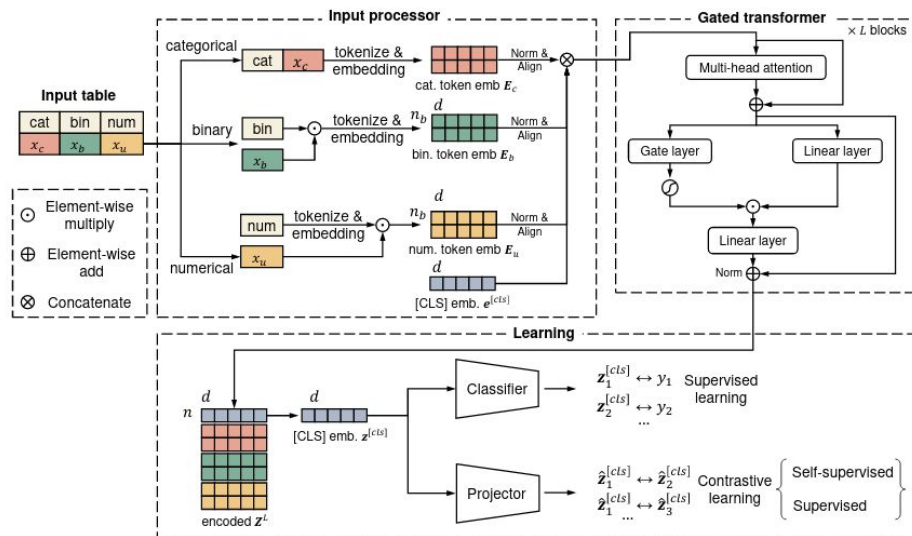 Input processor
Gated transformer
× L blocks
categorical
cat
x_c
tokenize &
embedding
Norm &
Align
cat. token emb E_c
Input table
cat bin num
x_c x_b x_u
binary
bin
x_b
tokenize &
embedding
d
n_b
Norm &
Align
bin. token emb E_b
numerical
num
x_u
tokenize &
embedding
d
n_b
Norm &
Align
num. token emb E_u
d
[CLS] emb. e^[cls]
Element-wise
multiply
Element-wise
add
Concatenate
Multi-head attention
Gate layer
Linear layer
Linear layer
Norm
Learning
d
n
encoded Z^L
d
[CLS] emb. z^[cls]
Classifier
z_1^[cls] ↔ y_1
z_2^[cls] ↔ y_2
...
Supervised
learning
Projector
ẑ_1^[cls] ↔ ẑ_2^[cls]
ẑ_1^[cls] ↔ ẑ_3^[cls]
...
Contrastive
learning
Self-supervised
Supervised